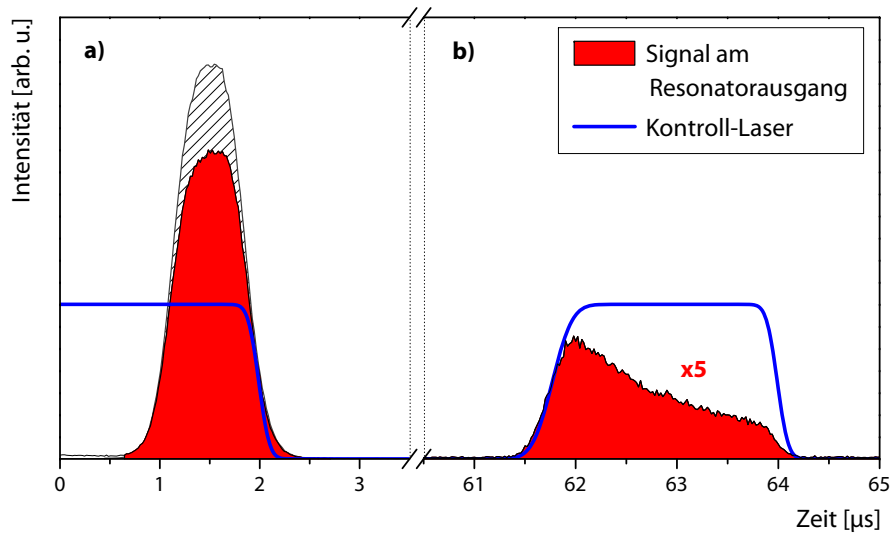 a)
b)
Signal am
Resonatorausgang
Kontroll-Laser
Intensität [arb. u.]
x5
0 1 2 3 61 62 63 64 65
Zeit [µs]